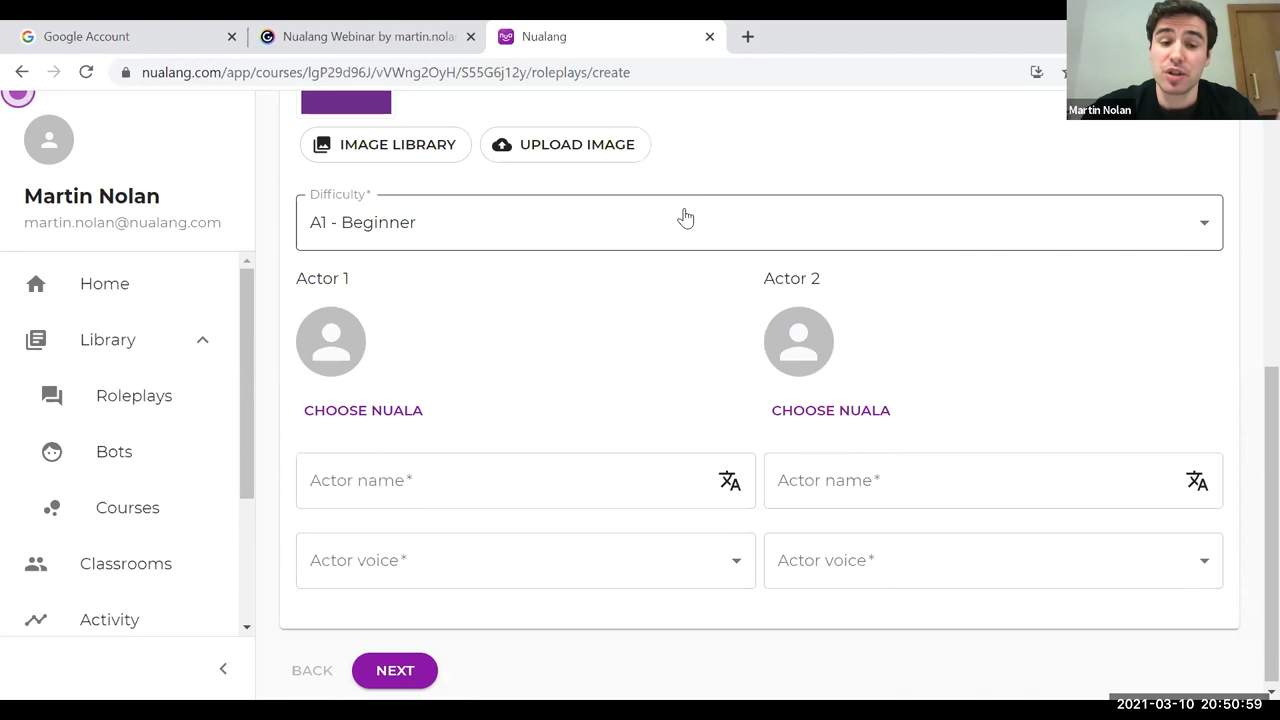 Google Account
Nualang Webinar by martin.nola
Nualang
nualang.com/app/courses/lgP29d96J/vVWng2OyH/S55G6j12y/roleplays/create
Martin Nolan
Martin Nolan
martin.nolan@nualang.com
Home
Library
Roleplays
Bots
Courses
Classrooms
Activity
IMAGE LIBRARY
UPLOAD IMAGE
Difficulty*
A1 - Beginner
Actor 1
Actor 2
CHOOSE NUALA
CHOOSE NUALA
Actor name*
Actor name*
Actor voice*
Actor voice*
BACK
NEXT
2021-03-10 20:50:59